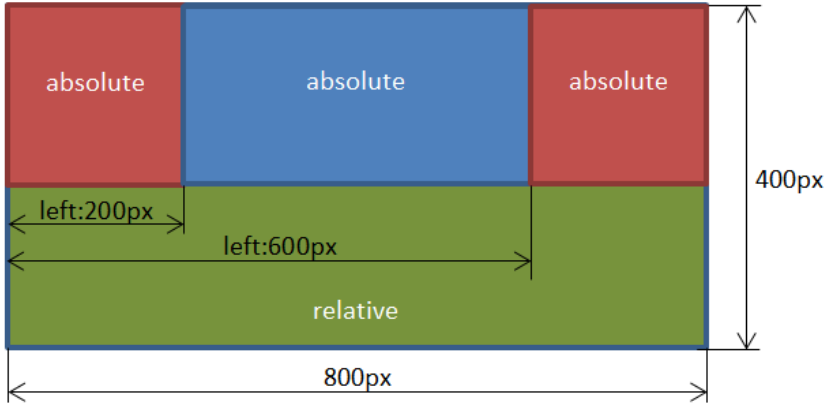 absolute
absolute
absolute
400px
left:200px
left:600px
relative
800px